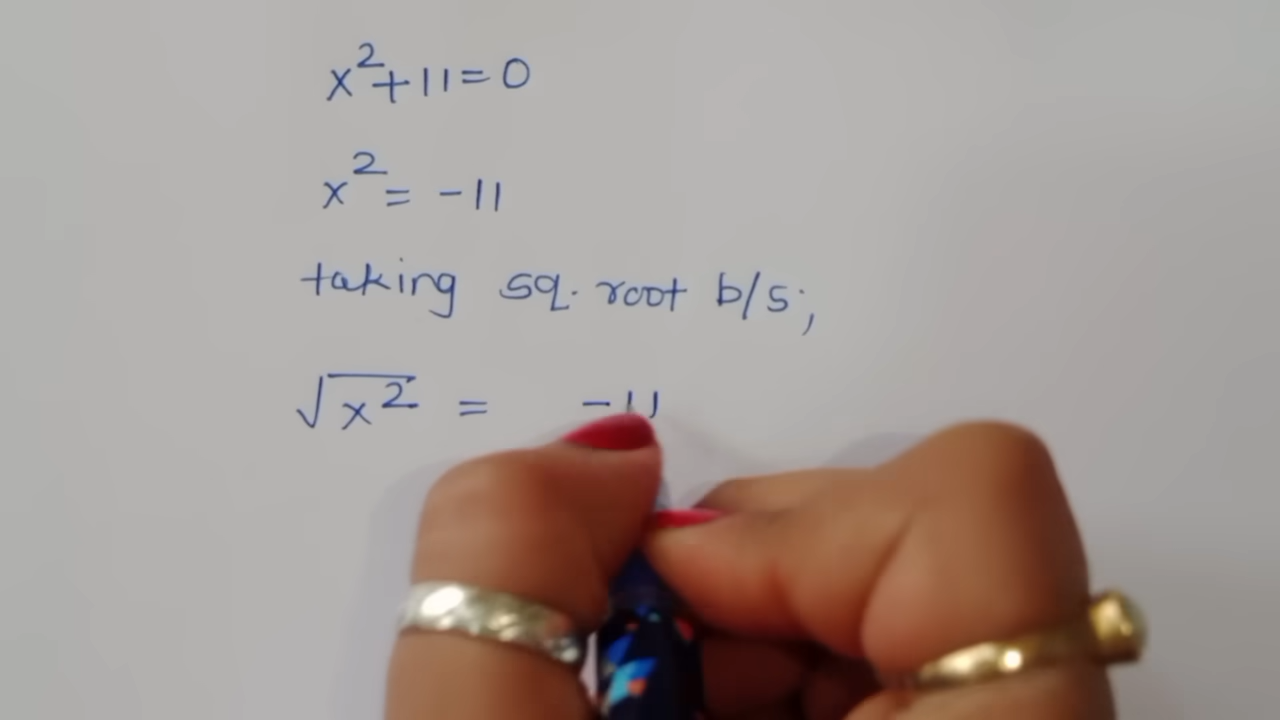 x²+11=0
x²= -11
taking sq. root b/s;
√x² = -11